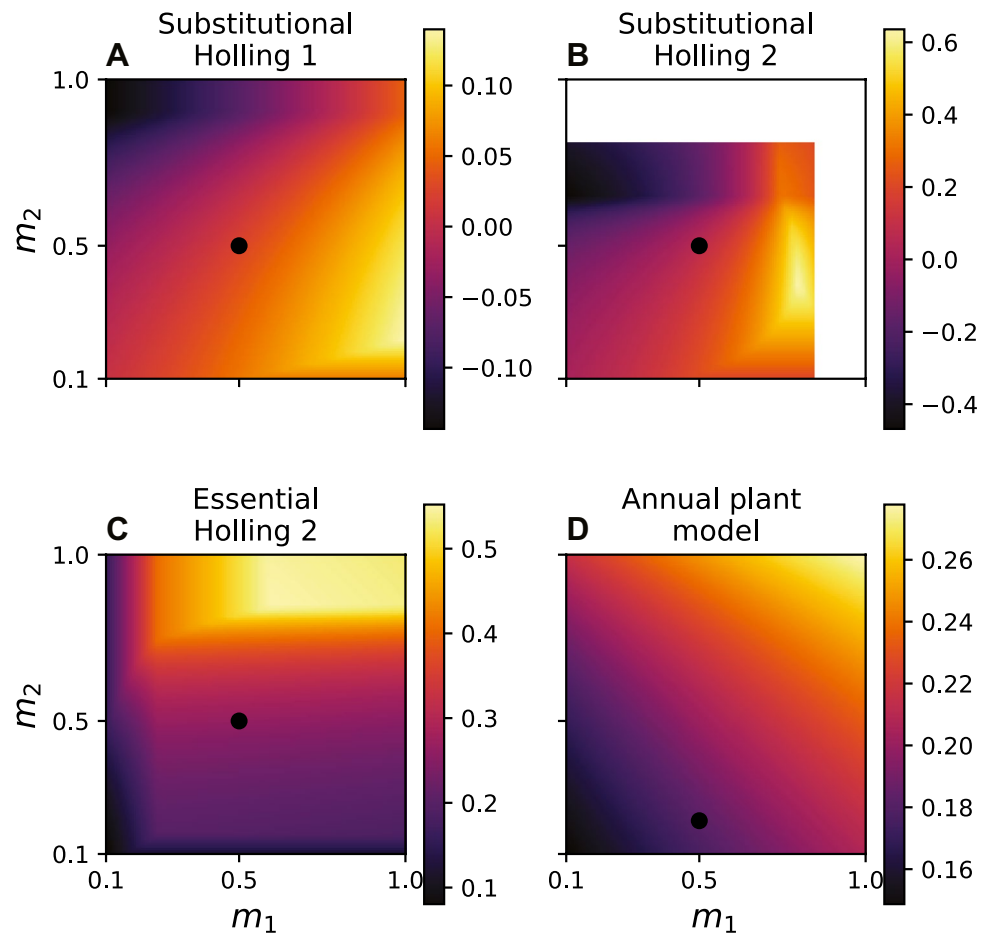 A
Substitutional
Holling 1
1.0
m₂
0.5
0.1
0.10
0.05
0.00
−0.05
−0.10
B
Substitutional
Holling 2
0.6
0.4
0.2
0.0
−0.2
−0.4
C
Essential
Holling 2
1.0
m₂
0.5
0.1
0.1
0.5
1.0
m₁
0.5
0.4
0.3
0.2
0.1
D
Annual plant
model
0.1
0.5
1.0
m₁
0.26
0.24
0.22
0.20
0.18
0.16